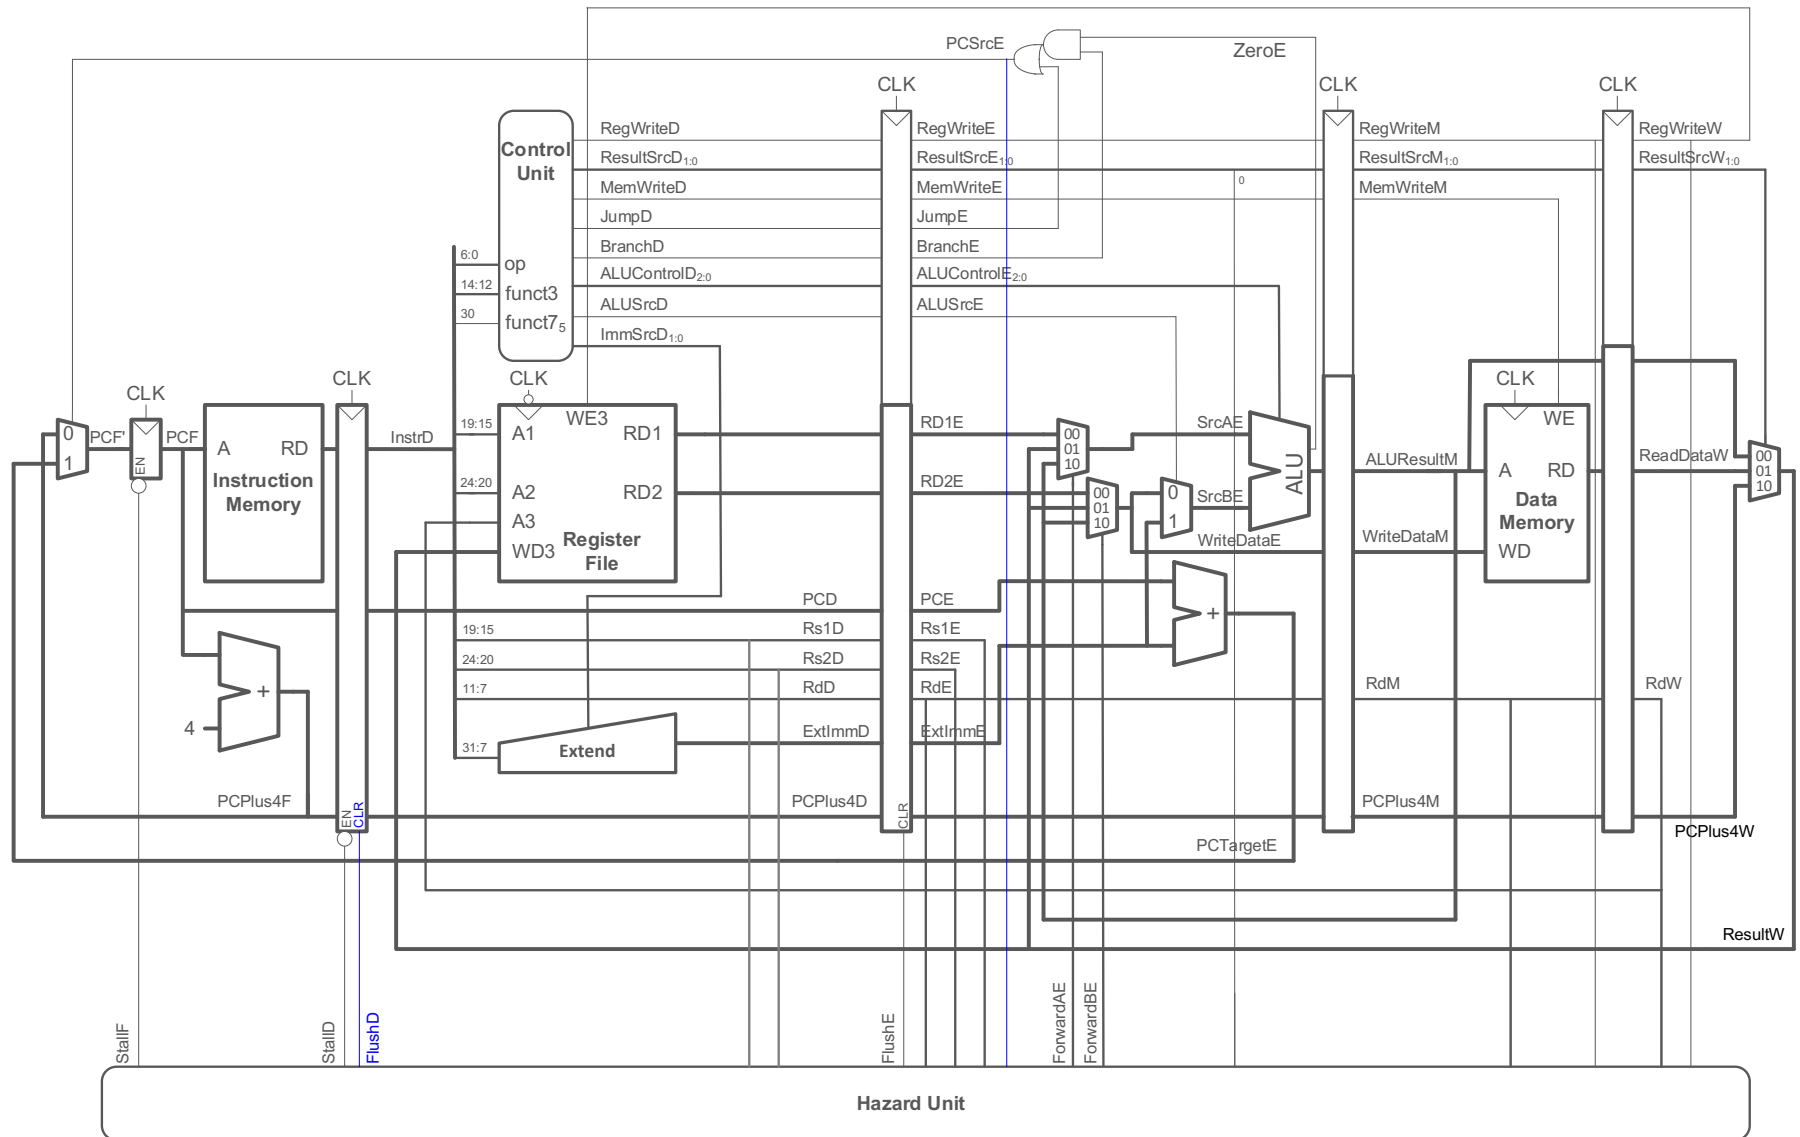 PCSrcE
ZeroE
CLK
CLK
CLK
Control
Unit
RegWriteD
RegWriteE
RegWriteM
RegWriteW
ResultSrcD1:0
ResultSrcE1:0
ResultSrcM1:0
ResultSrcW1:0
MemWriteD
MemWriteE
MemWriteM
0
JumpD
JumpE
BranchD
BranchE
ALUControlD2:0
ALUControlE2:0
ALUSrcD
ALUSrcE
ImmSrcD1:0
6:0
op
14:12
funct3
30
funct75
CLK
CLK
CLK
CLK
0
1
PCF'
EN
PCF
A
RD
Instruction
Memory
InstrD
19:15
A1
WE3
RD1
24:20
A2
RD2
A3
WD3
Register
File
RD1E
RD2E
00
01
10
00
01
10
0
1
SrcAE
SrcBE
ALU
WriteDataE
ALUResultM
WriteDataM
A
RD
WE
Data
Memory
WD
ReadDataW
00
01
10
PCD
PCE
+
19:15
Rs1D
Rs1E
24:20
Rs2D
Rs2E
11:7
RdD
RdE
RdM
RdW
+
4
31:7
Extend
ExtImmD
ExtImmE
PCPlus4F
EN
CLR
PCPlus4D
CLR
PCPlus4M
PCPlus4W
PCTargetE
ResultW
StallF
StallD
FlushD
FlushE
ForwardAE
ForwardBE
Hazard Unit